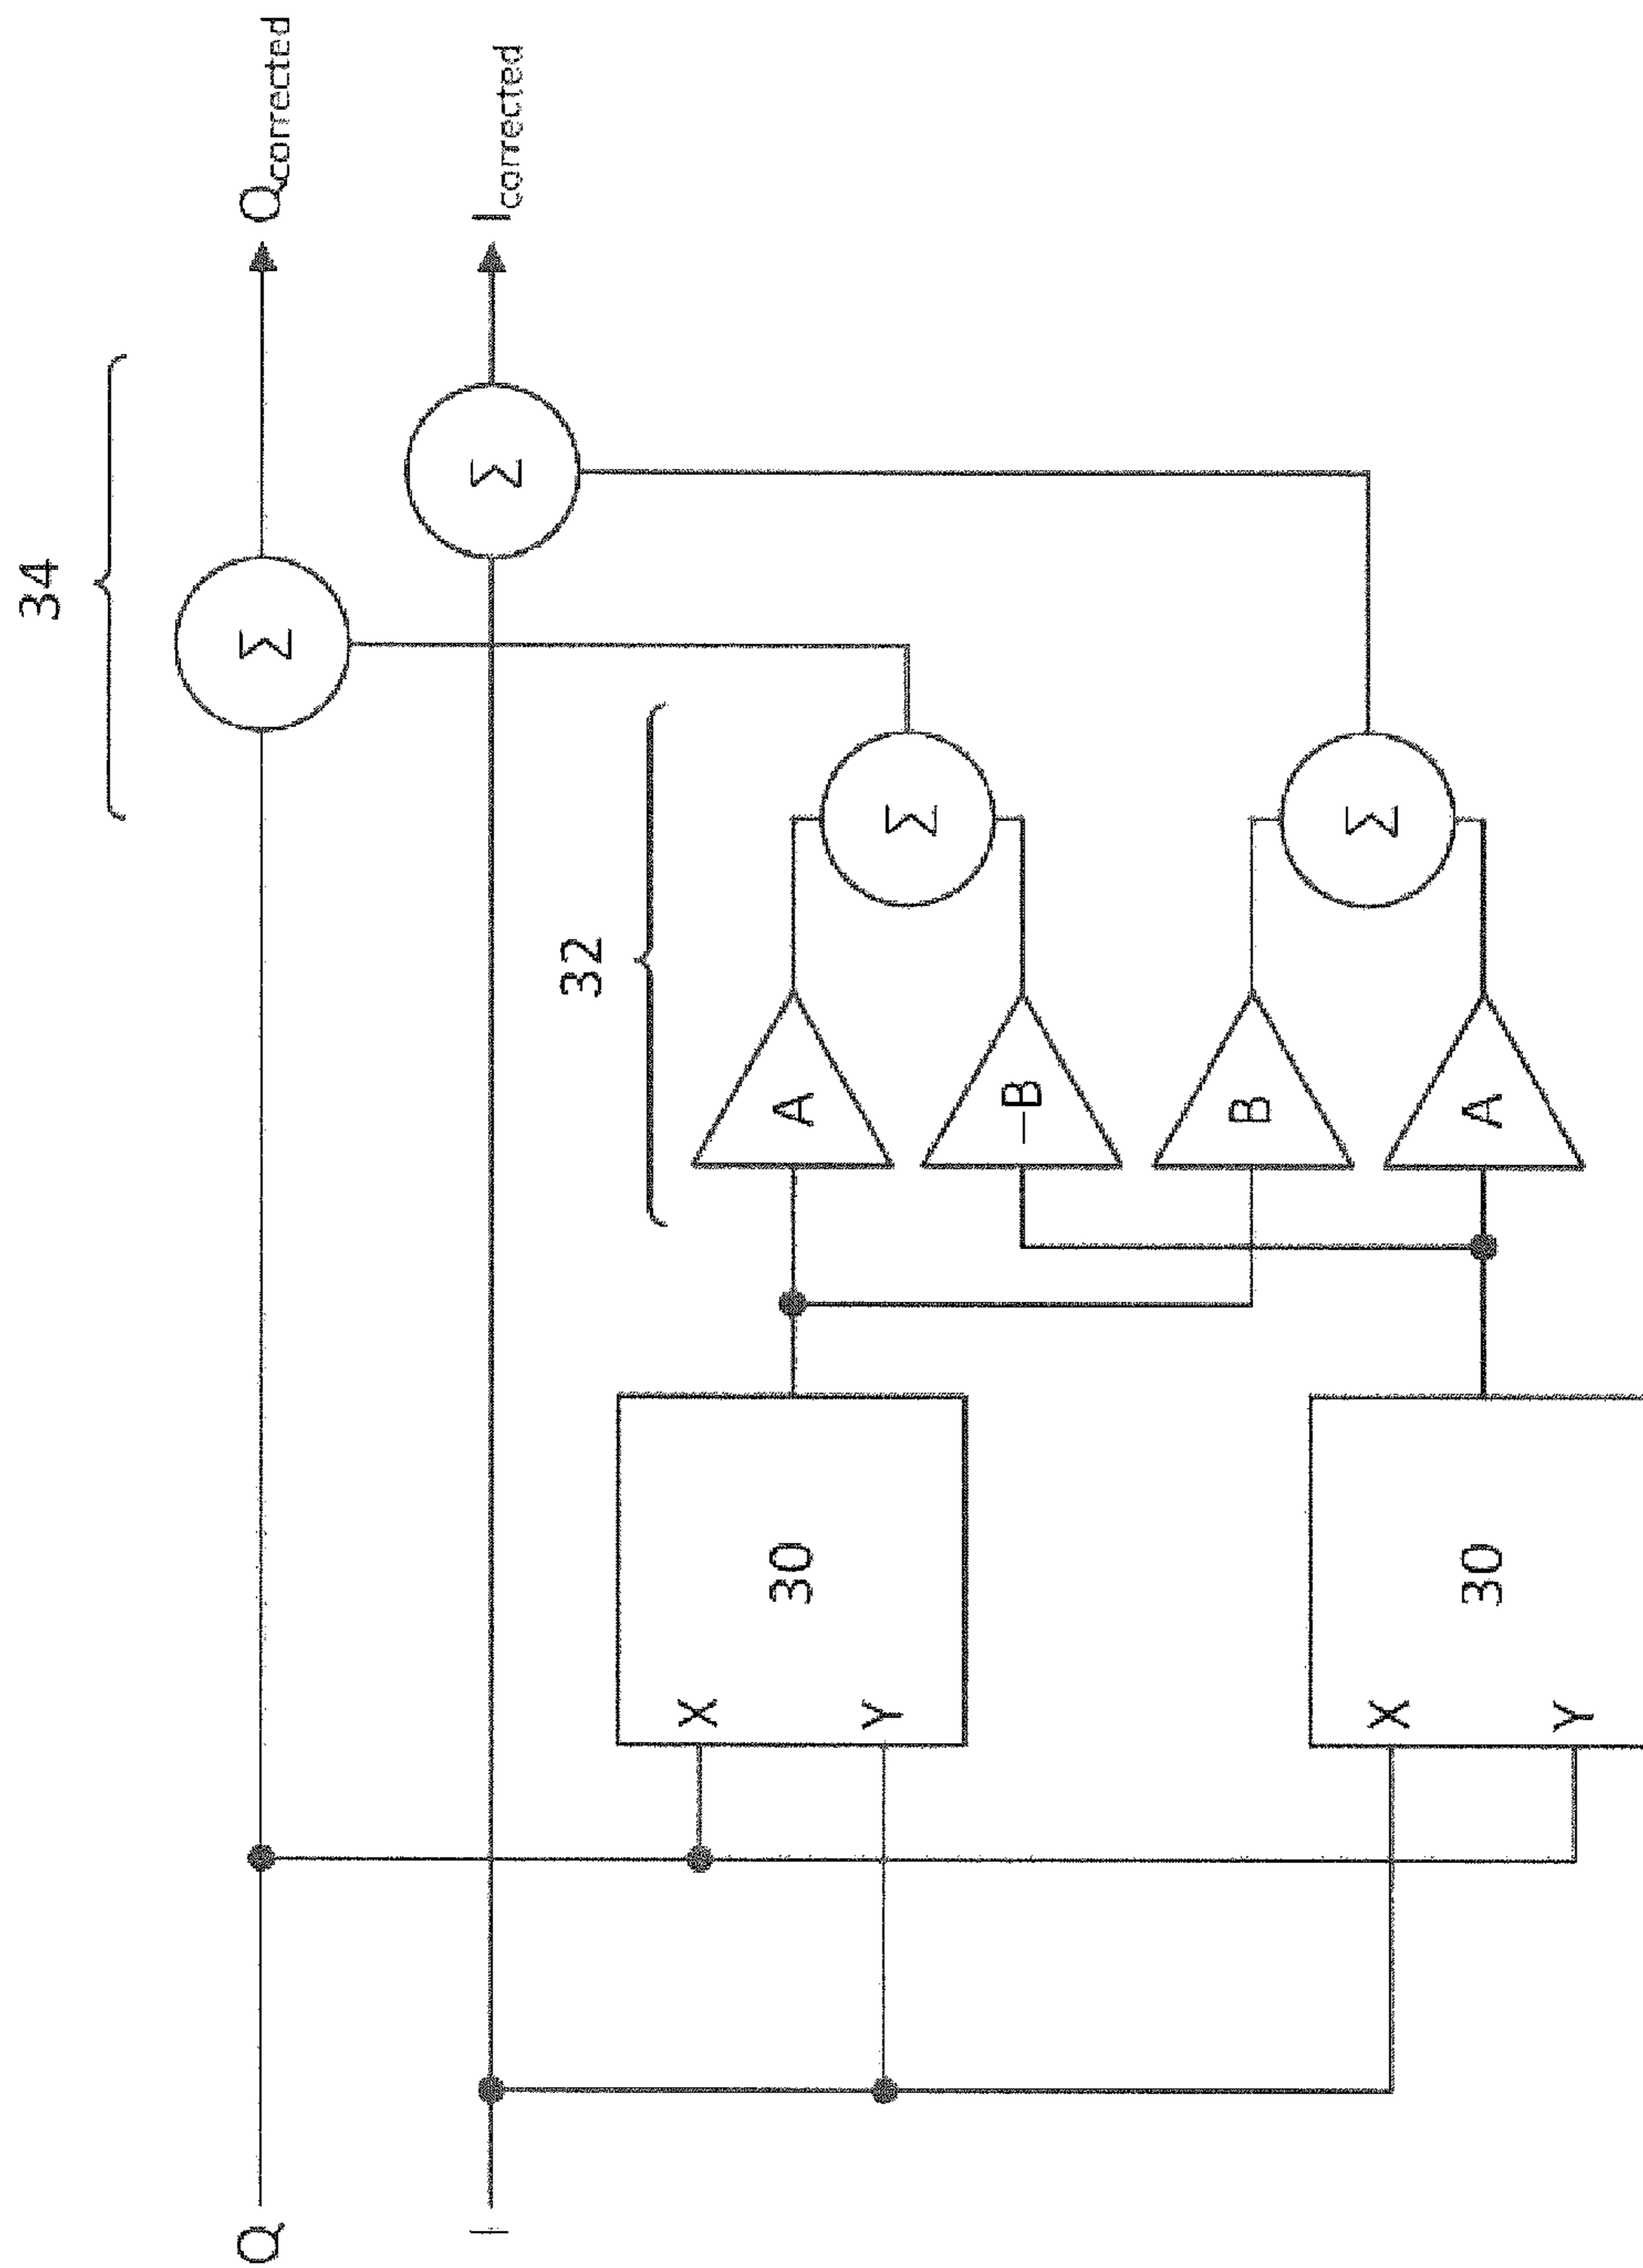 34
Qcorrected
Icorrected
Σ
Σ
32
Σ
Σ
A
–B
B
A
30
X
Y
30
X
Y
Q
I